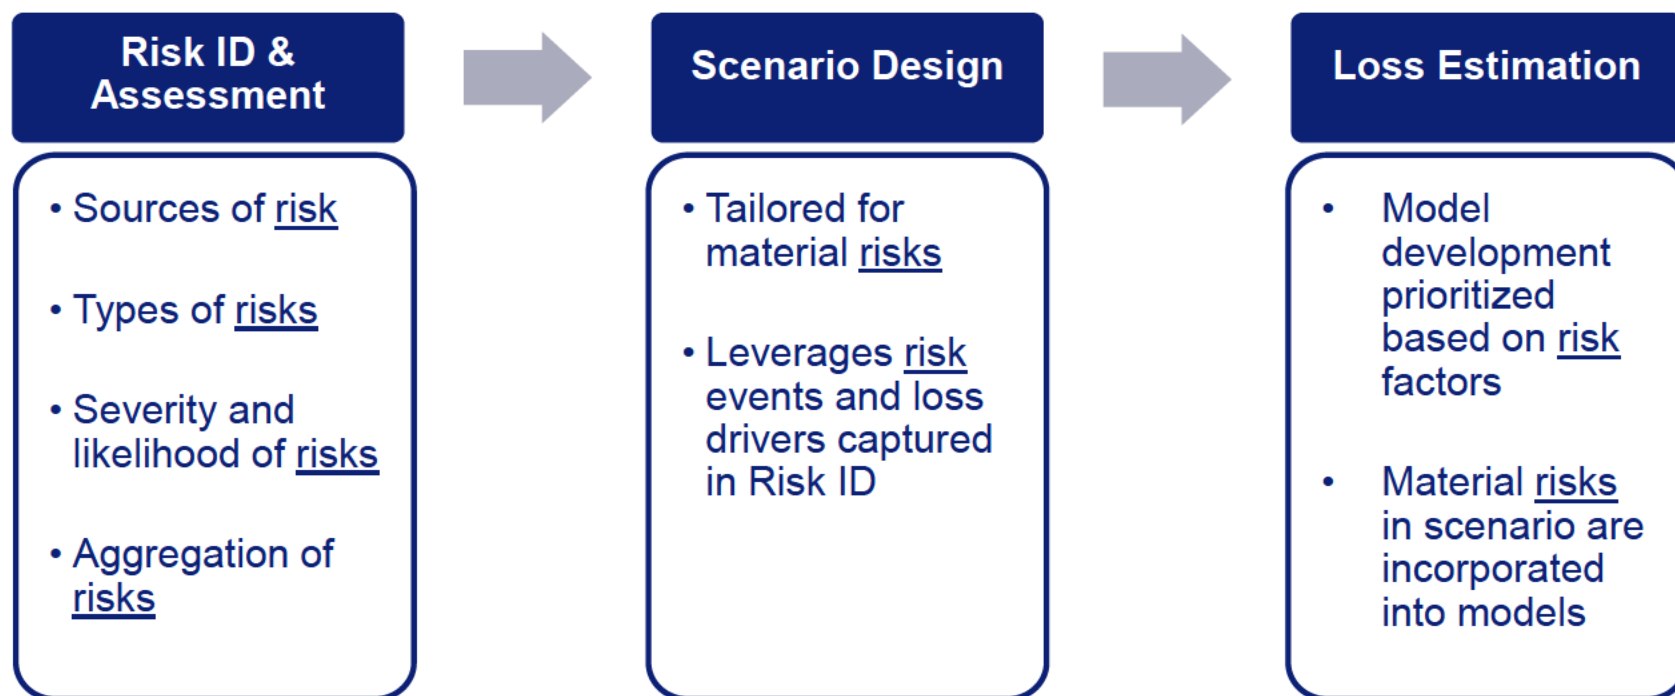 Risk ID &
Assessment
• Sources of risk
• Types of risks
• Severity and
likelihood of risks
• Aggregation of
risks
Scenario Design
• Tailored for
material risks
• Leverages risk
events and loss
drivers captured
in Risk ID
Loss Estimation
• Model
development
prioritized
based on risk
factors
• Material risks
in scenario are
incorporated
into models